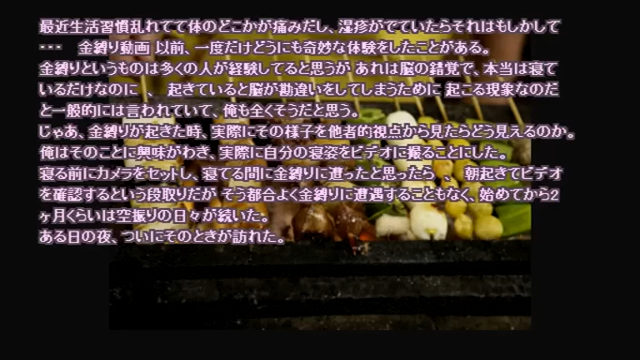 最近生活習慣乱れてて体のどこかが痛みだし、湿疹がでていたらそれはもしかして
・・・　金縛り動画 以前、一度だけどうにも奇妙な体験をしたことがある。
金縛りというものは多くの人が経験してると思うが あれは脳の錯覚で、本当は寝て
いるだけなのに　、　起きていると脳が勘違いをしてしまうために 起こる現象なのだ
と一般的には言われていて、俺も全くそうだと思う。
じゃあ、金縛りが起きた時、実際にその様子を他者的視点から見たらどう見えるのか。
俺はそのことに興味がわき、実際に自分の寝姿をビデオに撮ることにした。
寝る前にカメラをセットし、寝てる間に金縛りに遭ったと思ったら　、　朝起きてビデオ
を確認するという段取りだが そう都合よく金縛りに遭遇することもなく、始めてから2
ヶ月くらいは空振りの日々が続いた。
ある日の夜、ついにそのときが訪れた。